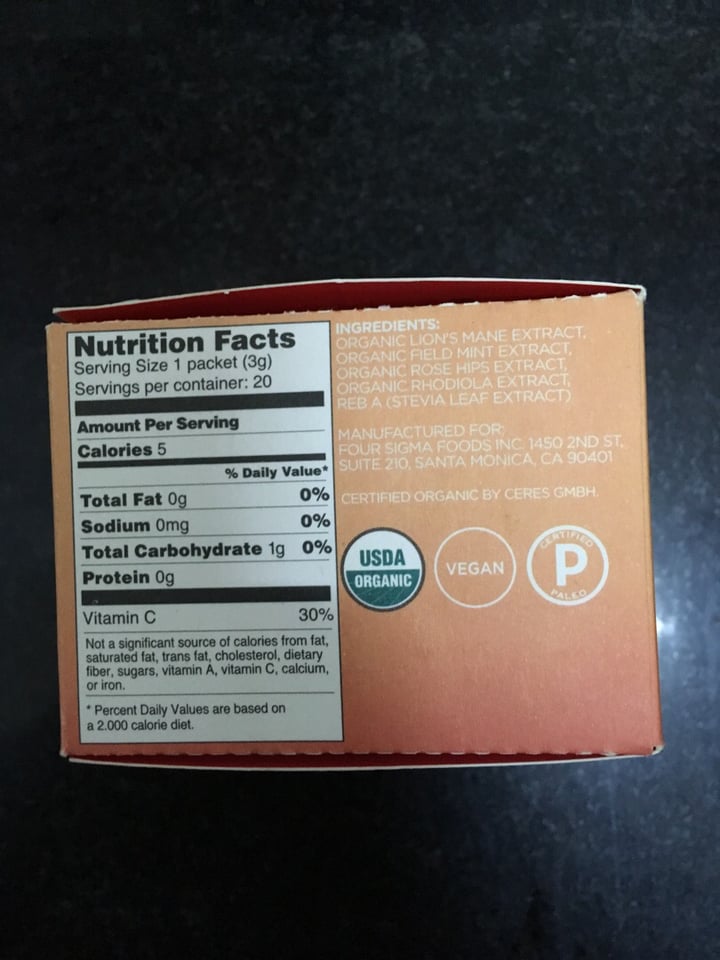 Nutrition Facts
Serving Size 1 packet (3g)
Servings per container: 20
Amount Per Serving
Calories 5
% Daily Value*
Total Fat 0g 0%
Sodium 0mg 0%
Total Carbohydrate 1g 0%
Protein 0g
Vitamin C 30%
Not a significant source of calories from fat,
saturated fat, trans fat, cholesterol, dietary
fiber, sugars, vitamin A, vitamin C, calcium,
or iron.
* Percent Daily Values are based on
a 2.000 calorie diet.
INGREDIENTS:
ORGANIC LION'S MANE EXTRACT,
ORGANIC FIELD MINT EXTRACT,
ORGANIC ROSE HIPS EXTRACT,
ORGANIC RHODIOLA EXTRACT,
REB A (STEVIA LEAF EXTRACT)
MANUFACTURED FOR:
FOUR SIGMA FOODS INC. 1450 2ND ST,
SUITE 210, SANTA MONICA, CA 90401
CERTIFIED ORGANIC BY CERES GMBH.
USDA
ORGANIC
VEGAN
CERTIFIED
P
PALEO